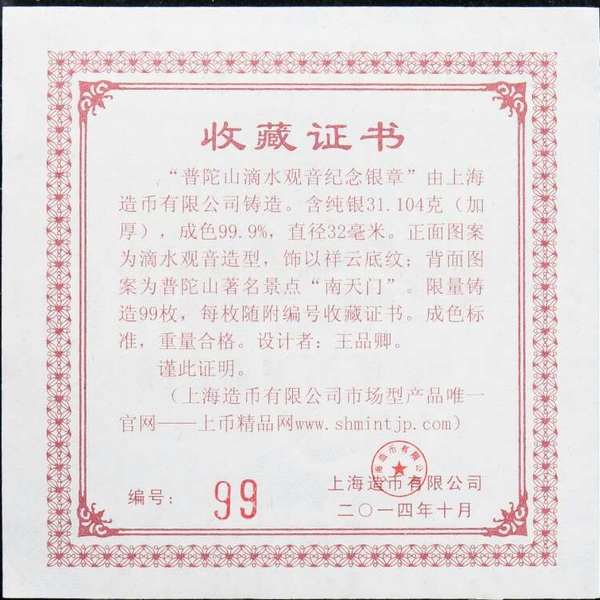 收藏证书
“普陀山滴水观音纪念银章”由上海
造币有限公司铸造。含纯银31.104克（加
厚），成色99.9%，直径32毫米。正面图案
为滴水观音造型，饰以祥云底纹；背面图
案为普陀山著名景点“南天门”。限量铸
造99枚，每枚随附编号收藏证书。成色标
准，重量合格。设计者：王品卿。
谨此证明。
（上海造币有限公司市场型产品唯一
官网——上币精品网www.shmintjp.com）
编号： 99
上海造币有限公司
二〇一四年十月